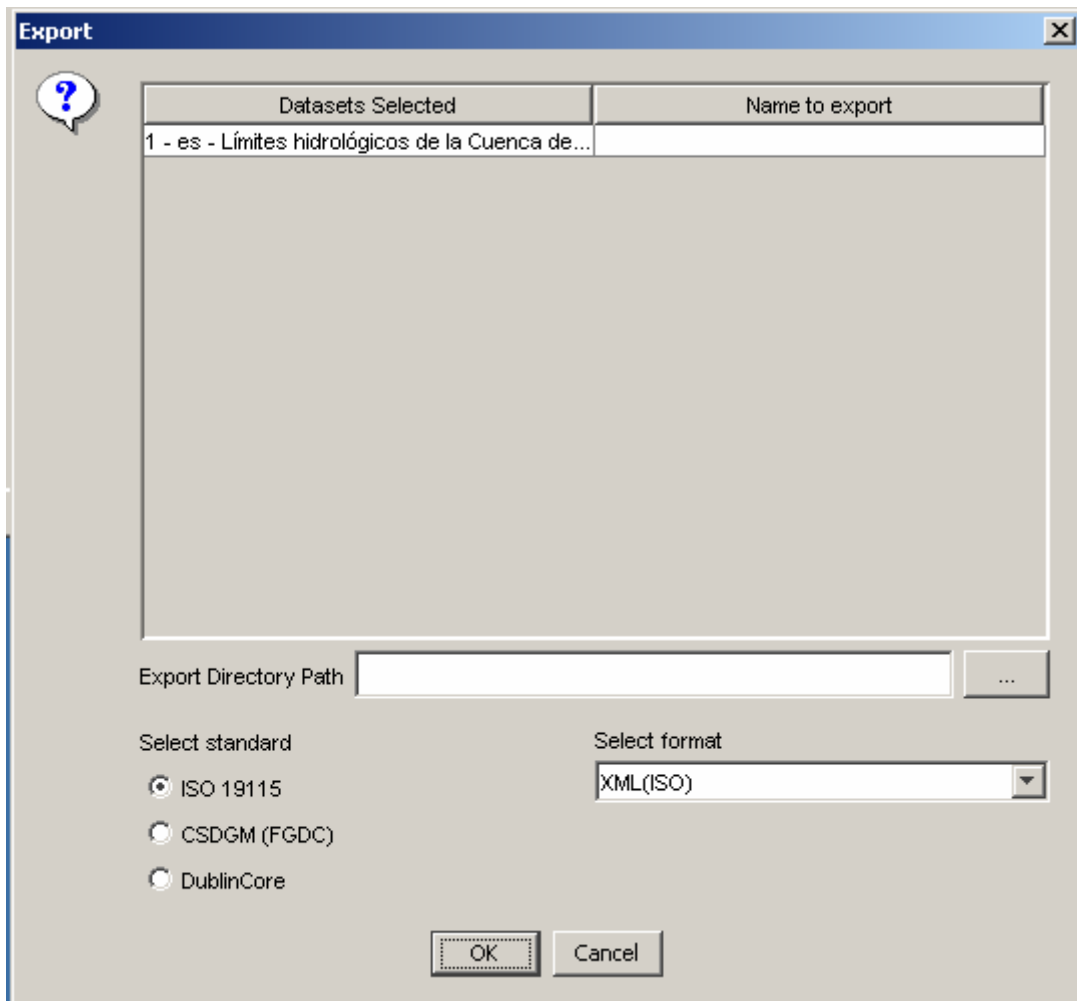 Export
?
Datasets Selected Name to export
1 - es - Límites hidrológicos de la Cuenca de...
Export Directory Path ...
Select standard Select format
ISO 19115 XML(ISO)
CSDGM (FGDC)
DublinCore
OK Cancel